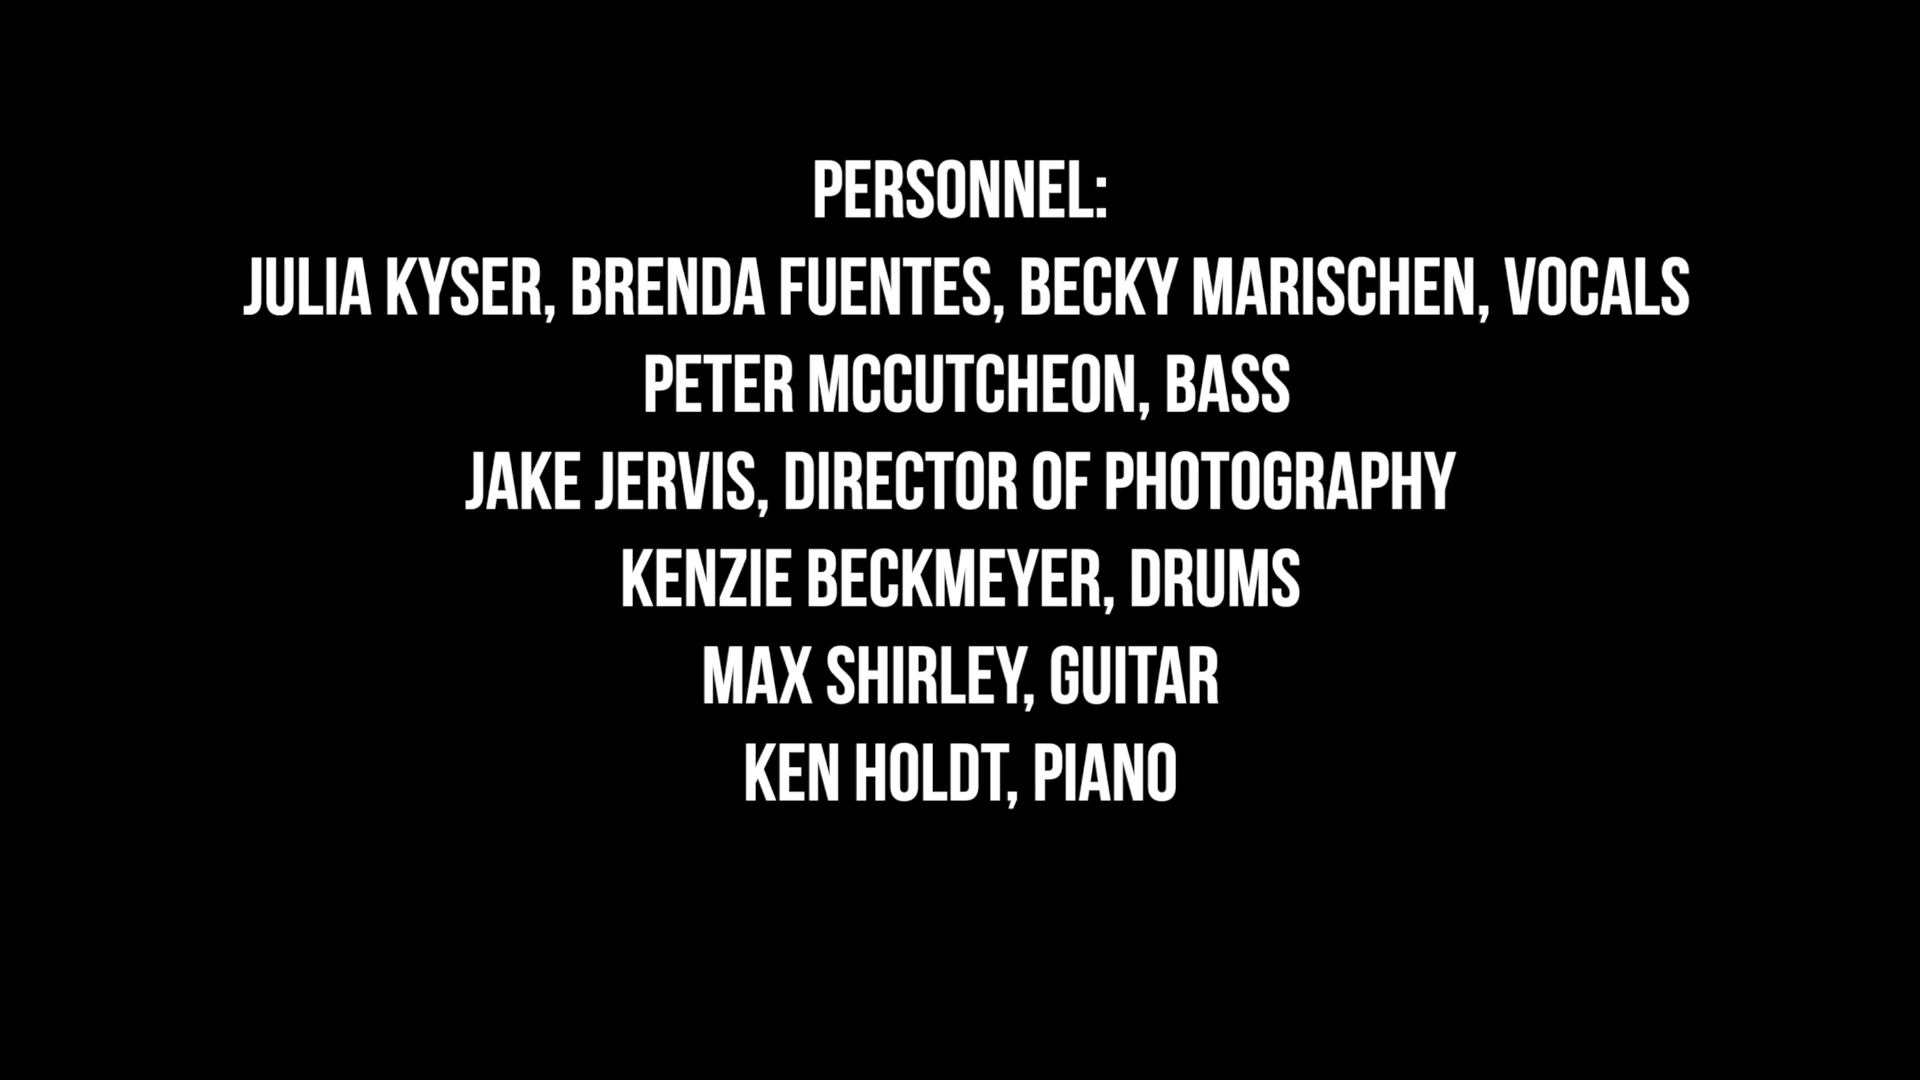 PERSONNEL:
JULIA KYSER, BRENDA FUENTES, BECKY MARISCHEN, VOCALS
PETER MCCUTCHEON, BASS
JAKE JERVIS, DIRECTOR OF PHOTOGRAPHY
KENZIE BECKMEYER, DRUMS
MAX SHIRLEY, GUITAR
KEN HOLDT, PIANO